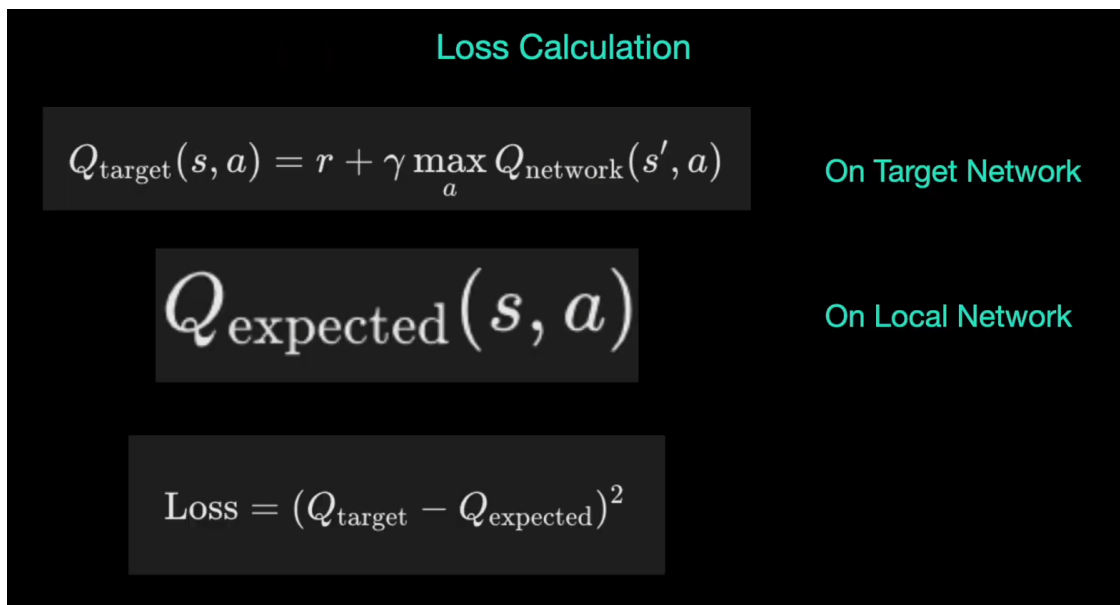 Loss Calculation
Q_target(s, a) = r + γ max_a Q_network(s′, a)
On Target Network
Q_expected(s, a)
On Local Network
Loss = (Q_target − Q_expected)²